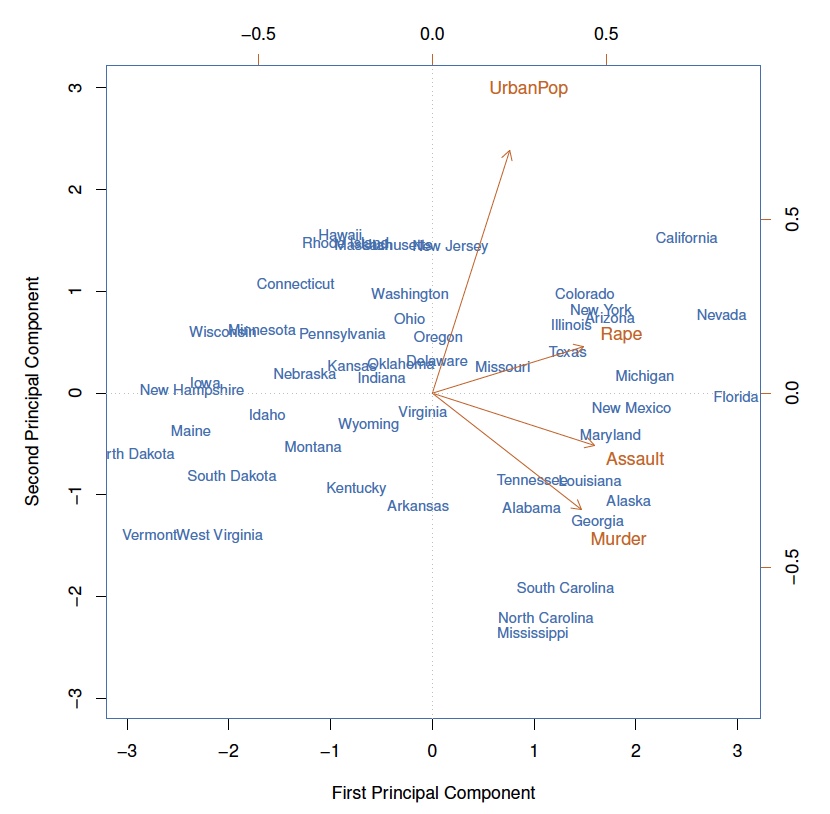 −0.5 0.0 0.5
3
UrbanPop
2
Hawaii
Rhode Island Massachusetts New Jersey
California
0.5
Connecticut
1
Washington
Colorado
New York
Nevada
Ohio
Arizona
Illinois
Wisconsin Minnesota
Pennsylvania
Oregon
Rape
Texas
Delaware
Kansas Oklahoma
Missouri
Nebraska
Indiana
Michigan
Iowa
New Hampshire
0
0.0
Florida
New Mexico
Virginia
Idaho
Wyoming
Maine
Maryland
Montana
rth Dakota
Assault
South Dakota
Tennessee Louisiana
Kentucky
−1
Alaska
Arkansas
Alabama
Georgia
Vermont West Virginia
Murder
−0.5
South Carolina
−2
North Carolina
Mississippi
−3
−3 −2 −1 0 1 2 3
First Principal Component
Second Principal Component